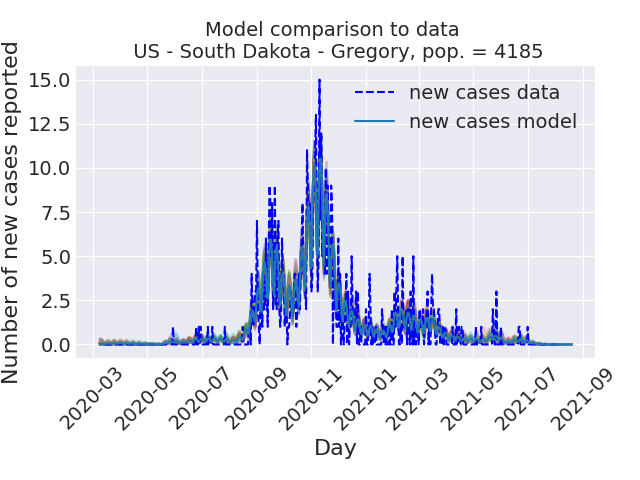 Model comparison to data
US - South Dakota - Gregory, pop. = 4185
Number of new cases reported
15.0
12.5
10.0
7.5
5.0
2.5
0.0
new cases data
new cases model
2020-03
2020-05
2020-07
2020-09
2020-11
2021-01
2021-03
2021-05
2021-07
2021-09
Day